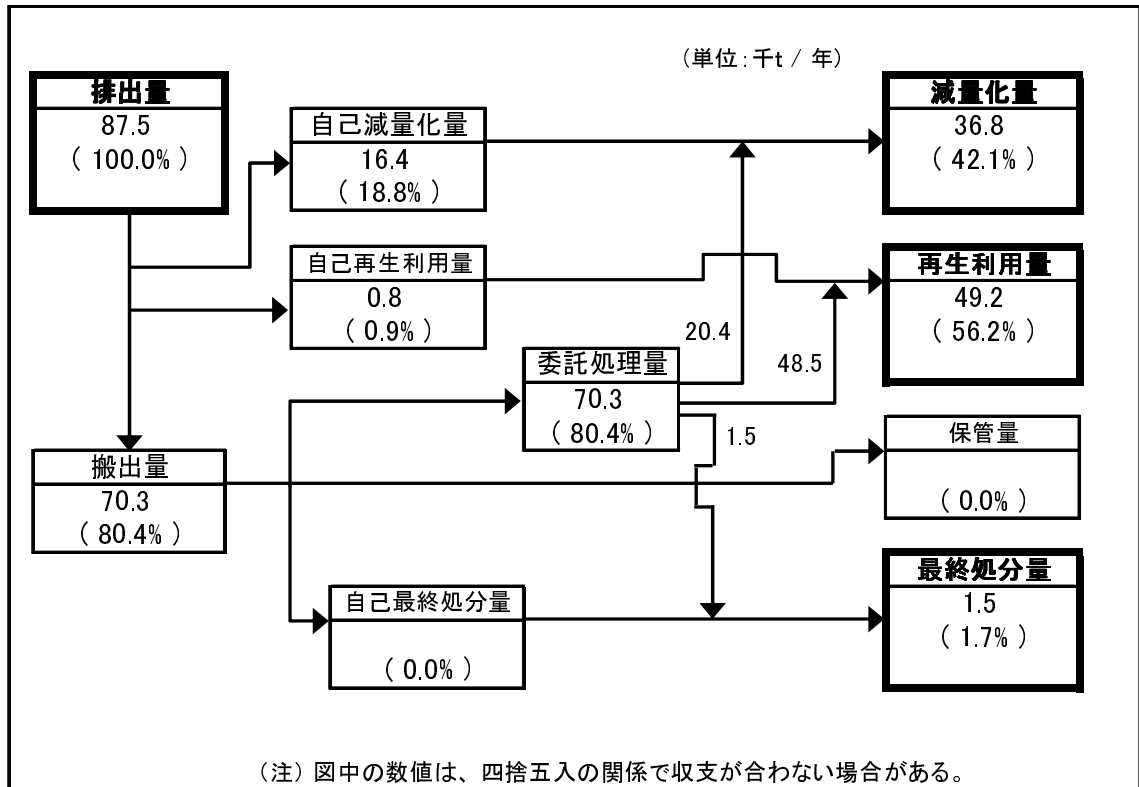 (単位:千t / 年)
排出量
87.5
( 100.0% )
自己減量化量
16.4
( 18.8% )
減量化量
36.8
( 42.1% )
自己再生利用量
0.8
( 0.9% )
再生利用量
49.2
( 56.2% )
20.4
48.5
委託処理量
70.3
( 80.4% )
1.5
搬出量
70.3
( 80.4% )
保管量
( 0.0% )
自己最終処分量
( 0.0% )
最終処分量
1.5
( 1.7% )
(注) 図中の数値は、四捨五入の関係で収支が合わない場合がある。